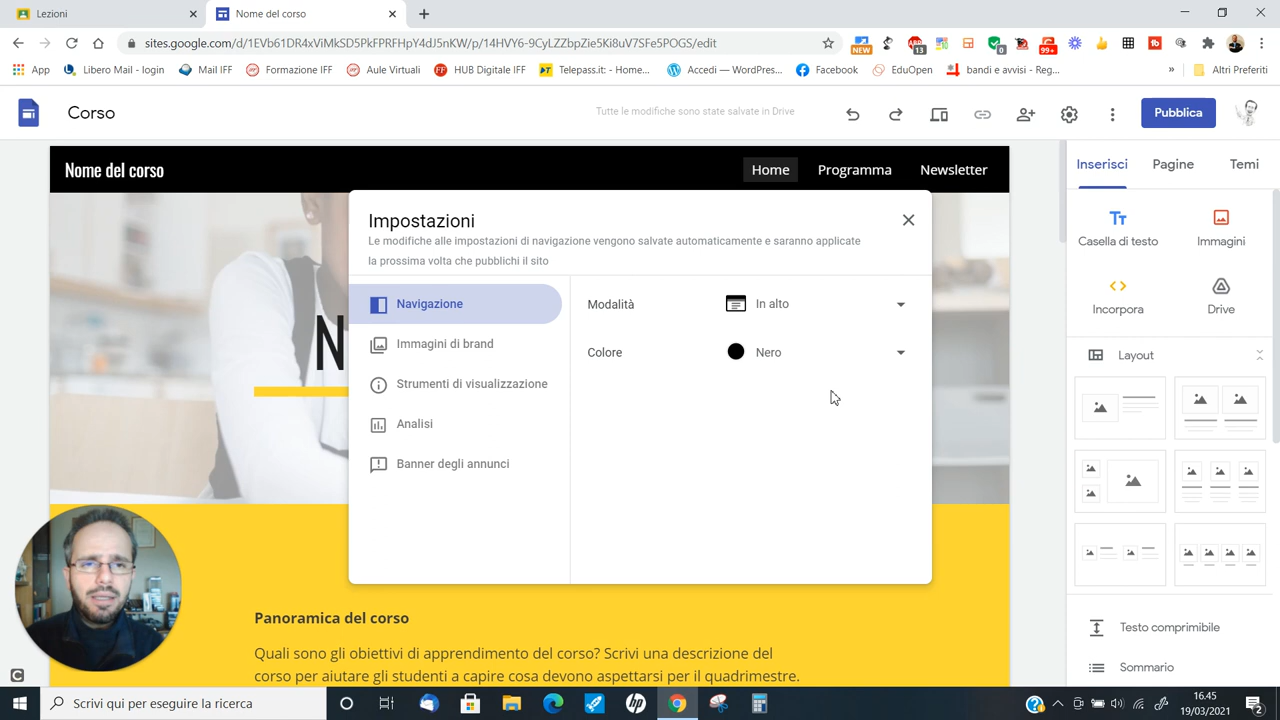 Lezioni
Nome del corso
sites.google.com/d/1EVb61DR4xViMk3D5PkFPRFHpY4dJ5nKW/p/14HVY6-9CyLZZbpZie5Ki8uV7SFe5POGS/edit
NEW
13
0
99+
App
Libero Mail - login
Mail IFF
Formazione IFF
Aule Virtuali
HUB Digitale IFF
Telepass.it: - Home...
Accedi — WordPres...
Facebook
EduOpen
bandi e avvisi - Reg...
»
Altri Preferiti
Corso
Tutte le modifiche sono state salvate in Drive
Pubblica
Nome del corso
Home
Programma
Newsletter
Inserisci
Pagine
Temi
Impostazioni
Le modifiche alle impostazioni di navigazione vengono salvate automaticamente e saranno applicate
la prossima volta che pubblichi il sito
Navigazione
Immagini di brand
Strumenti di visualizzazione
Analisi
Banner degli annunci
Modalità
In alto
Colore
Nero
N
Tt
Casella di testo
Immagini
Incorpora
Drive
Layout
Testo comprimibile
Sommario
Panoramica del corso
Quali sono gli obiettivi di apprendimento del corso? Scrivi una descrizione del
corso per aiutare gli studenti a capire cosa devono aspettarsi per il quadrimestre.
Scrivi qui per eseguire la ricerca
16.45
19/03/2021
2